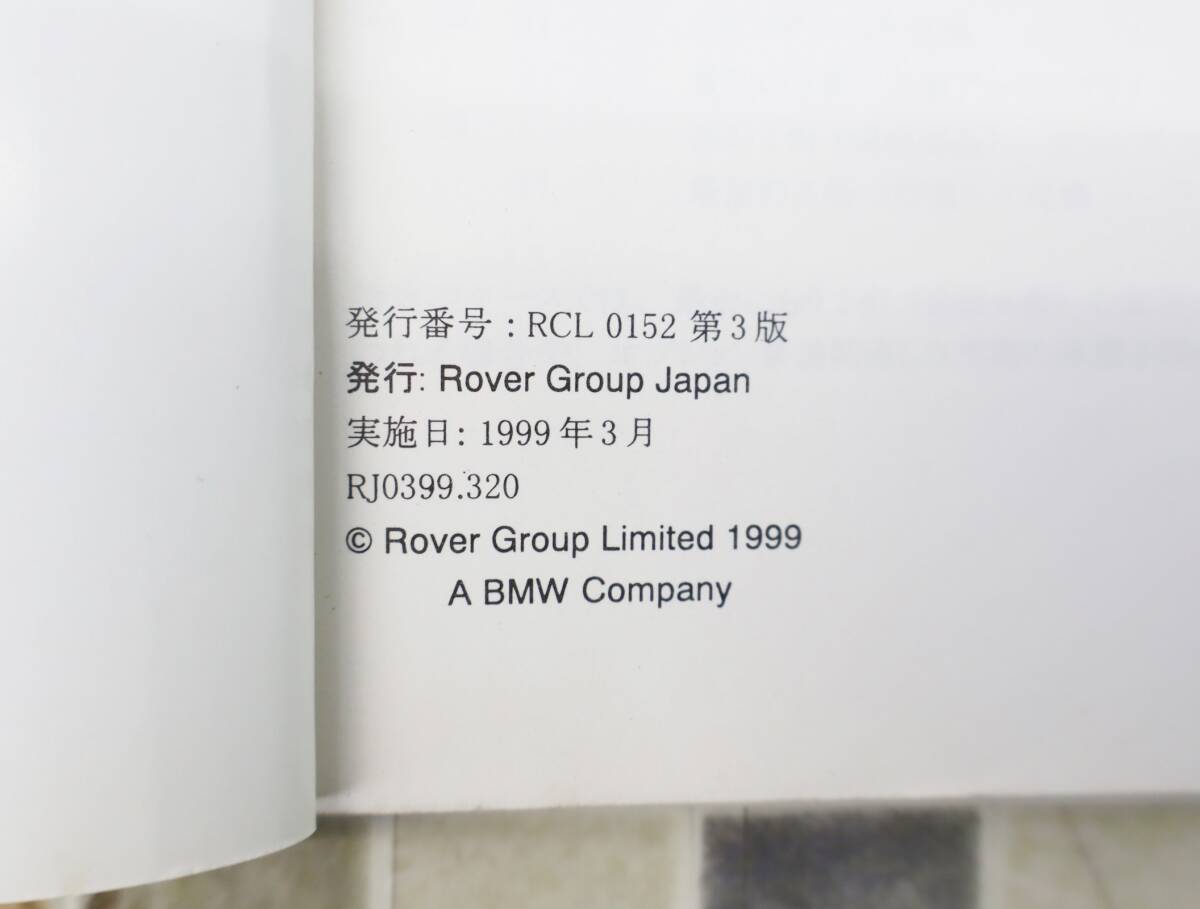 発行番号 : RCL 0152 第3版
発行: Rover Group Japan
実施日: 1999年3月
RJ0399.320
© Rover Group Limited 1999
A BMW Company